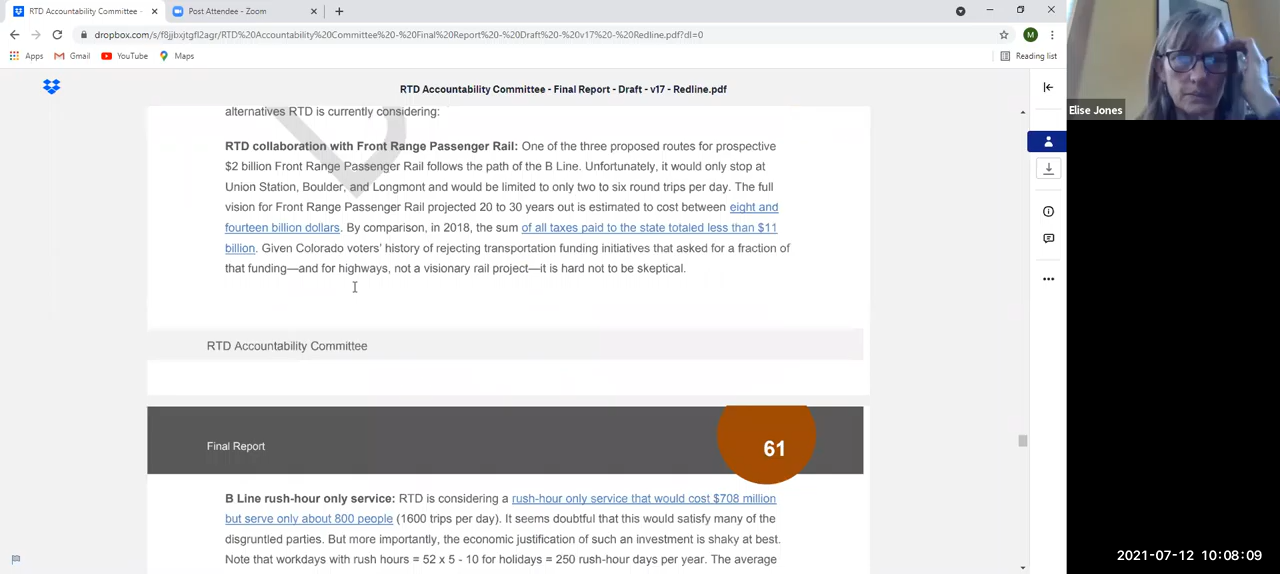 RTD Accountability Committee
Post Attendee - Zoom
dropbox.com/s/f8jjbxjtgfl2agr/RTD%20Accountability%20Committee%20-%20Final%20Report%20-%20Draft%20-%20v17%20-%20Redline.pdf?dl=0
M
Apps Gmail YouTube Maps Reading list
RTD Accountability Committee - Final Report - Draft - v17 - Redline.pdf
Elise Jones
alternatives RTD is currently considering:
RTD collaboration with Front Range Passenger Rail: One of the three proposed routes for prospective
$2 billion Front Range Passenger Rail follows the path of the B Line. Unfortunately, it would only stop at
Union Station, Boulder, and Longmont and would be limited to only two to six round trips per day. The full
vision for Front Range Passenger Rail projected 20 to 30 years out is estimated to cost between eight and
fourteen billion dollars. By comparison, in 2018, the sum of all taxes paid to the state totaled less than $11
billion. Given Colorado voters' history of rejecting transportation funding initiatives that asked for a fraction of
that funding—and for highways, not a visionary rail project—it is hard not to be skeptical.
RTD Accountability Committee
Final Report
61
B Line rush-hour only service: RTD is considering a rush-hour only service that would cost $708 million
but serve only about 800 people (1600 trips per day). It seems doubtful that this would satisfy many of the
disgruntled parties. But more importantly, the economic justification of such an investment is shaky at best.
Note that workdays with rush hours = 52 x 5 - 10 for holidays = 250 rush-hour days per year. The average
2021-07-12 10:08:09